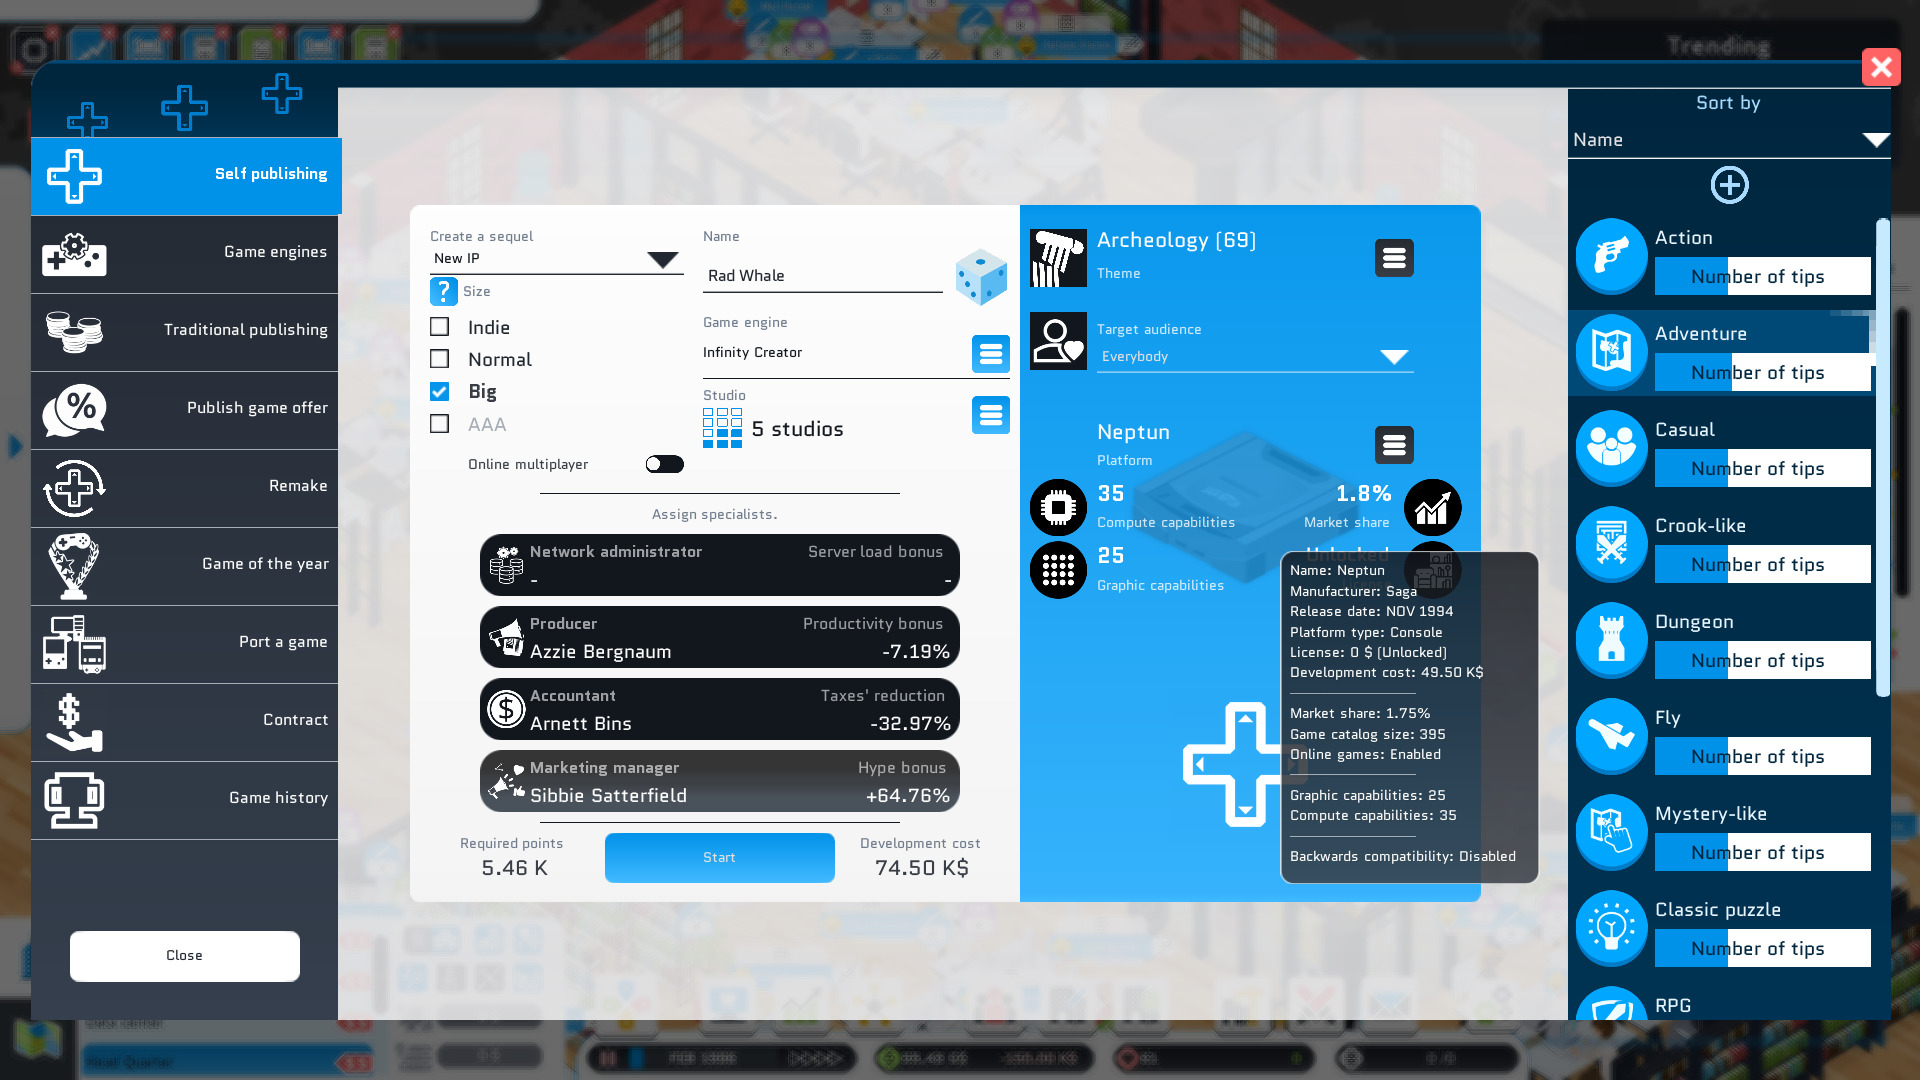 Trending
Self publishing
Game engines
Traditional publishing
Publish game offer
Remake
Game of the year
Port a game
Contract
Game history
Close
Create a sequel
New IP
Size
Indie
Normal
Big
AAA
Online multiplayer
Name
Rad Whale
Game engine
Infinity Creator
Studio
5 studios
Assign specialists.
Network administrator
Server load bonus
-
-
Producer
Productivity bonus
Azzie Bergnaum
-7.19%
Accountant
Taxes' reduction
Arnett Bins
-32.97%
Marketing manager
Hype bonus
Sibbie Satterfield
+64.76%
Required points
5.46 K
Start
Development cost
74.50 K$
Archeology (69)
Theme
Target audience
Everybody
Neptun
Platform
35
Compute capabilities
1.8%
Market share
25
Graphic capabilities
Unlocked
Name: Neptun
Manufacturer: Saga
Release date: NOV 1994
Platform type: Console
License: 0 $ (Unlocked)
Development cost: 49.50 K$
Market share: 1.75%
Game catalog size: 395
Online games: Enabled
Graphic capabilities: 25
Compute capabilities: 35
Backwards compatibility: Disabled
Sort by
Name
Action
Number of tips
Adventure
Number of tips
Casual
Number of tips
Crook-like
Number of tips
Dungeon
Number of tips
Fly
Number of tips
Mystery-like
Number of tips
Classic puzzle
Number of tips
RPG